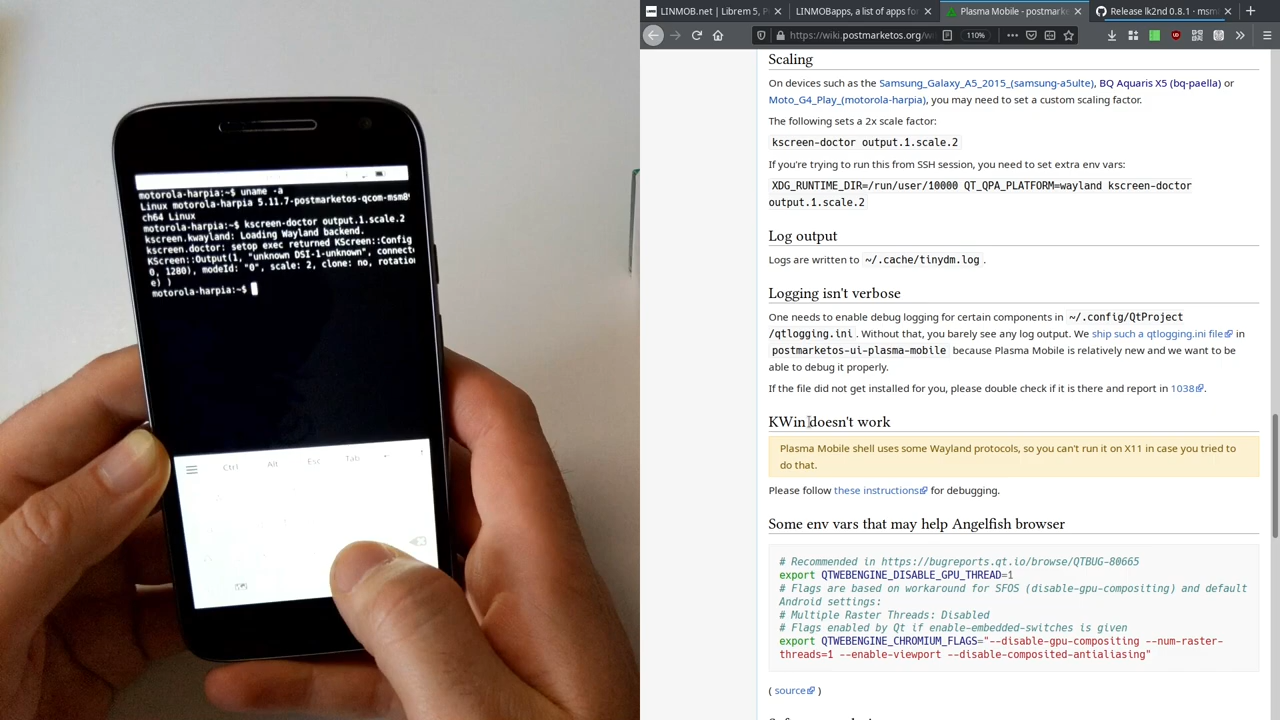 motorola-harpia:~$ uname -a
Linux motorola-harpia 5.11.7-postmarketos-qcom-msm8
ch64 Linux
motorola-harpia:~$ kscreen-doctor output.1.scale.2
kscreen.kwayland: Loading Wayland backend.
kscreen.doctor: setop exec returned KScreen::Config
KScreen::Output(1, "unknown DSI-1-unknown", connect
0, 1280), modeId: "0", scale: 2, clone: no, rotation
e) )
motorola-harpia:~$
Ctrl Alt Esc Tab
LINMOB.net | Librem 5, P
LINMOBapps, a list of apps fo
Plasma Mobile - postmark
Release lk2nd 0.8.1 · msm
https://wiki.postmarketos.org/w
110%
Scaling
On devices such as the Samsung_Galaxy_A5_2015_(samsung-a5ulte), BQ Aquaris X5 (bq-paella) or
Moto_G4_Play_(motorola-harpia), you may need to set a custom scaling factor.
The following sets a 2x scale factor:
kscreen-doctor output.1.scale.2
If you're trying to run this from SSH session, you need to set extra env vars:
XDG_RUNTIME_DIR=/run/user/10000 QT_QPA_PLATFORM=wayland kscreen-doctor
output.1.scale.2
Log output
Logs are written to ~/.cache/tinydm.log .
Logging isn't verbose
One needs to enable debug logging for certain components in ~/.config/QtProject
/qtlogging.ini . Without that, you barely see any log output. We ship such a qtlogging.ini file in
postmarketos-ui-plasma-mobile because Plasma Mobile is relatively new and we want to be
able to debug it properly.
If the file did not get installed for you, please double check if it is there and report in 1038.
KWin doesn't work
Plasma Mobile shell uses some Wayland protocols, so you can't run it on X11 in case you tried to
do that.
Please follow these instructions for debugging.
Some env vars that may help Angelfish browser
# Recommended in https://bugreports.qt.io/browse/QTBUG-80665
export QTWEBENGINE_DISABLE_GPU_THREAD=1
# Flags are based on workaround for SFOS (disable-gpu-compositing) and default
Android settings:
# Multiple Raster Threads: Disabled
# Flags enabled by Qt if enable-embedded-switches is given
export QTWEBENGINE_CHROMIUM_FLAGS="--disable-gpu-compositing --num-raster-
threads=1 --enable-viewport --disable-composited-antialiasing"
( source )